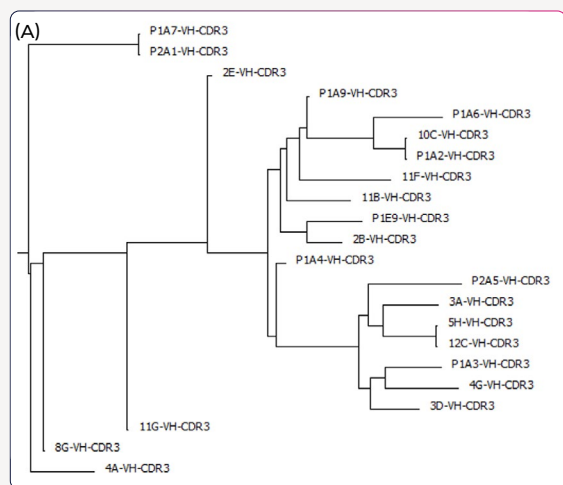 (A)
P1A7-VH-CDR3
P2A1-VH-CDR3
2E-VH-CDR3
P1A9-VH-CDR3
P1A6-VH-CDR3
10C-VH-CDR3
P1A2-VH-CDR3
11F-VH-CDR3
11B-VH-CDR3
P1E9-VH-CDR3
2B-VH-CDR3
P1A4-VH-CDR3
P2A5-VH-CDR3
3A-VH-CDR3
5H-VH-CDR3
12C-VH-CDR3
P1A3-VH-CDR3
4G-VH-CDR3
3D-VH-CDR3
11G-VH-CDR3
8G-VH-CDR3
4A-VH-CDR3